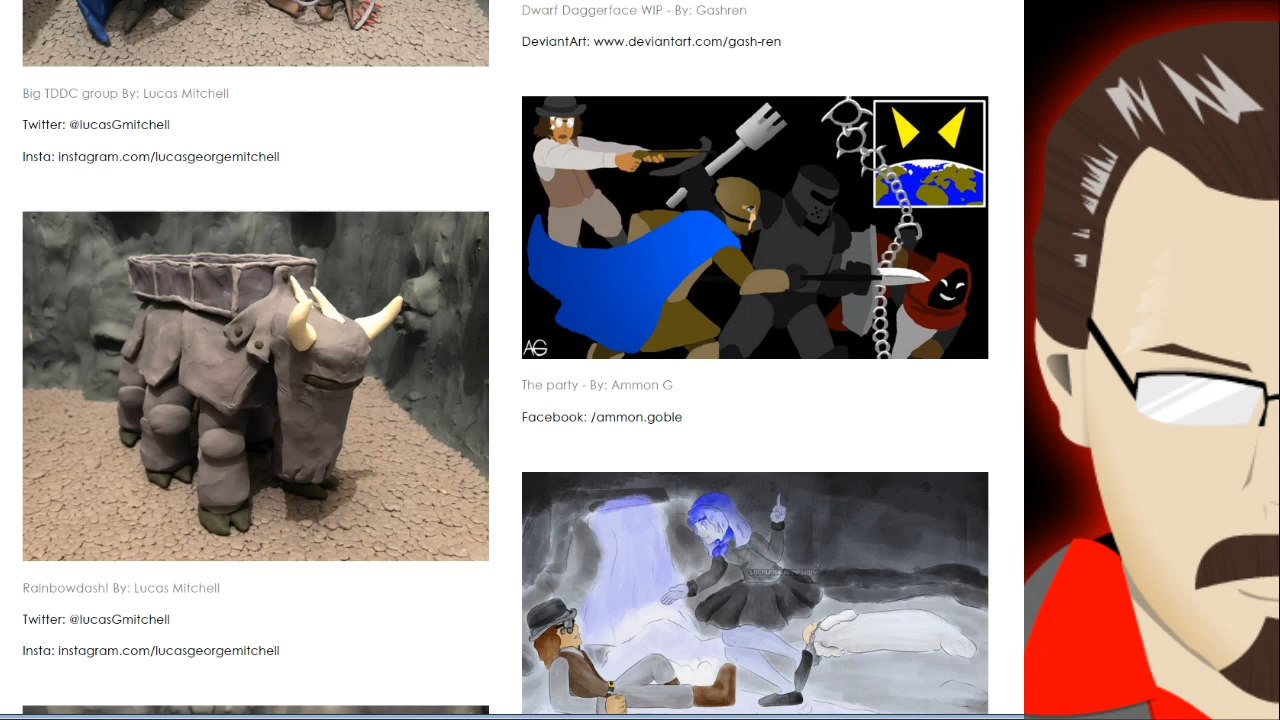 Big TDDC group By: Lucas Mitchell
Twitter: @lucasGmitchell
Insta: instagram.com/lucasgeorgemitchell
Rainbowdash! By: Lucas Mitchell
Twitter: @lucasGmitchell
Insta: instagram.com/lucasgeorgemitchell
Dwarf Daggerface WIP - By: Gashren
DeviantArt: www.deviantart.com/gash-ren
AG
The party - By: Ammon G
Facebook: /ammon.goble